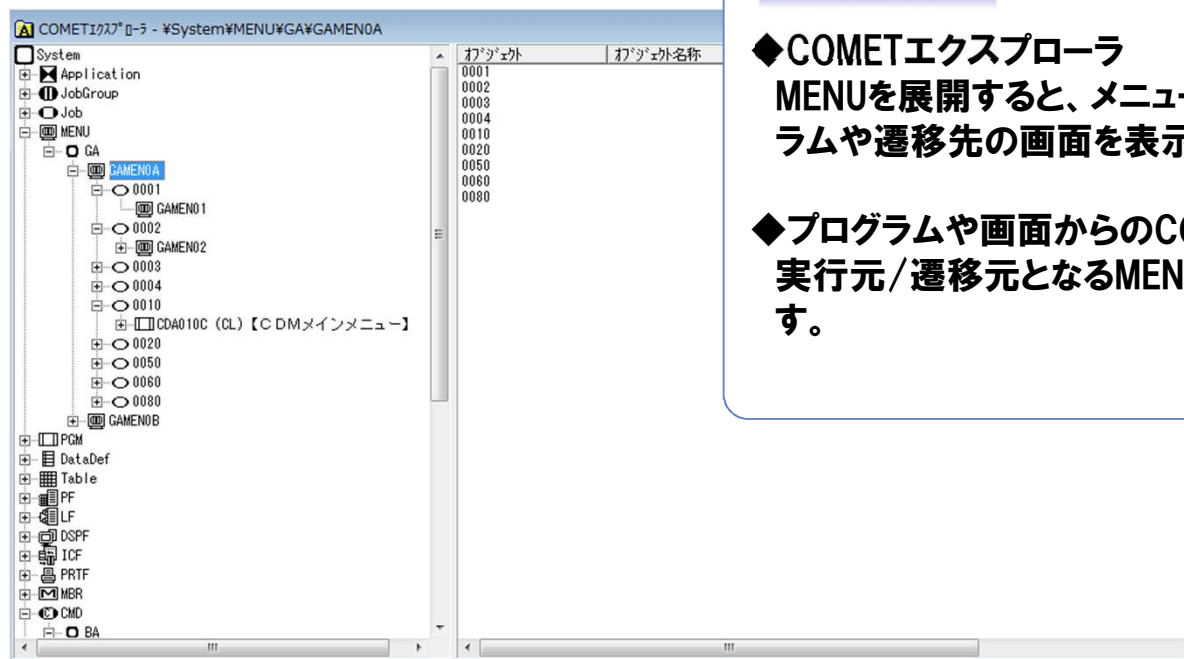 COMETｴｸｽﾌﾟﾛｰﾗ - ¥System¥MENU¥GA¥GAMEN0A
System
Application
JobGroup
Job
MENU
GA
GAMEN0A
0001
GAMEN01
0002
GAMEN02
0003
0004
0010
CDA010C (CL)【ＣＤＭメインメニュー】
0020
0050
0060
0080
GAMEN0B
PGM
DataDef
Table
PF
LF
DSPF
ICF
PRTF
MBR
CMD
BA
ｵﾌﾞｼﾞｪｸﾄ ｵﾌﾞｼﾞｪｸﾄ名称
0001
0002
0003
0004
0010
0020
0050
0060
0080
◆COMETエクスプローラ
MENUを展開すると、メニュー
ラムや遷移先の画面を表示
◆プログラムや画面からのCO
実行元/遷移元となるMEN
す。